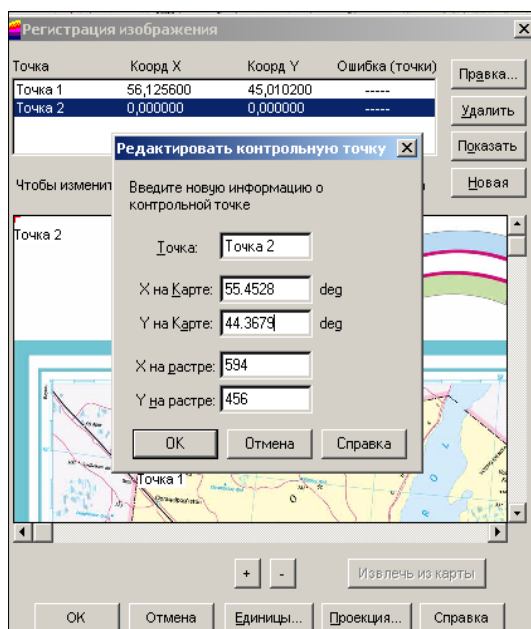 Регистрация изображения
Точка Коорд X Коорд Y Ошибка (точки)
Точка 1 56,125600 45,010200 -----
Точка 2 0,000000 0,000000 -----
Правка...
Удалить
Показать
Новая
Чтобы изменит
Редактировать контрольную точку
Введите новую информацию о
контрольной точке
Точка: Точка 2
X на Карте: 55.4528 deg
Y на Карте: 44.3679 deg
X на растре: 594
Y на растре: 456
OK Отмена Справка
Точка 2
Точка 1
+ -
Извлечь из карты
OK Отмена Единицы... Проекция... Справка